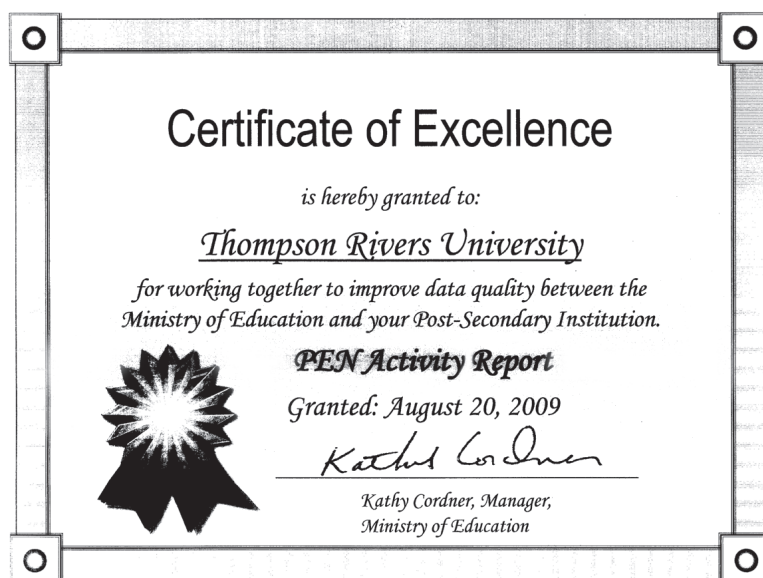 Certificate of Excellence
is hereby granted to:
Thompson Rivers University
for working together to improve data quality between the
Ministry of Education and your Post-Secondary Institution.
PEN Activity Report
Granted: August 20, 2009
Kathy Cordner
Kathy Cordner, Manager,
Ministry of Education